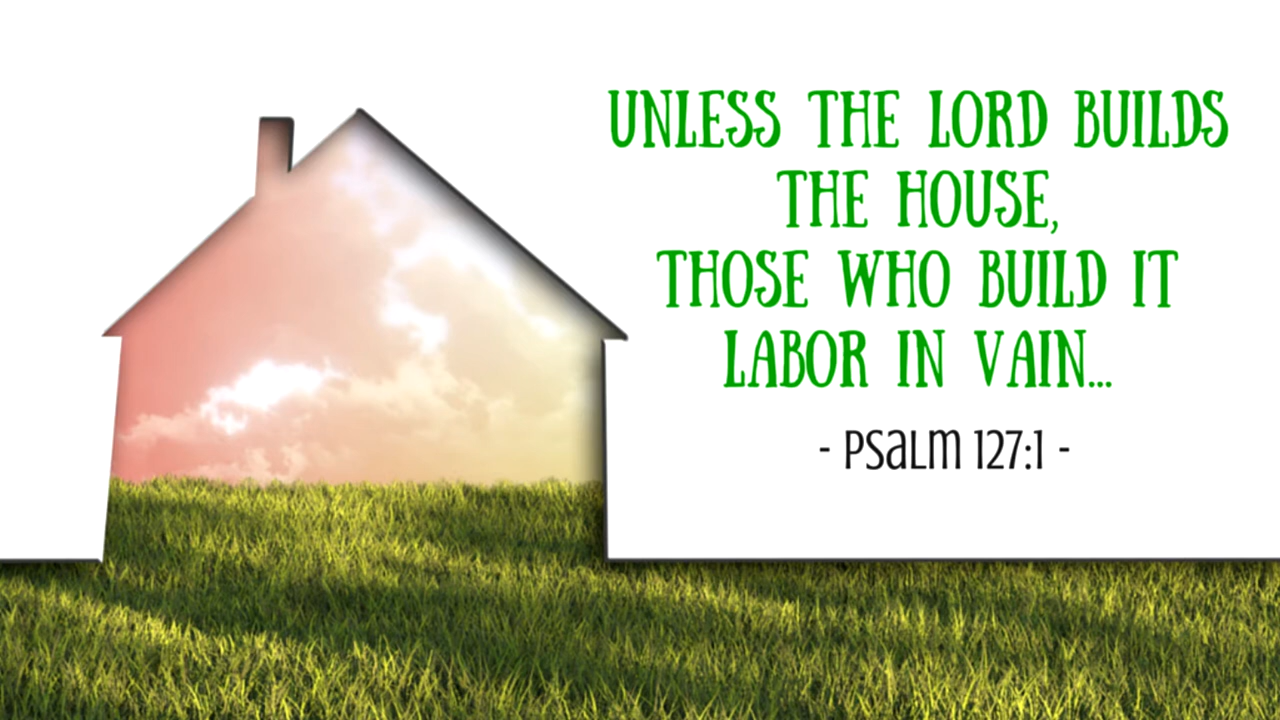 UNLESS THE LORD BUILDS
THE HOUSE,
THOSE WHO BUILD IT
LABOR IN VAIN...
- PSALM 127:1 -